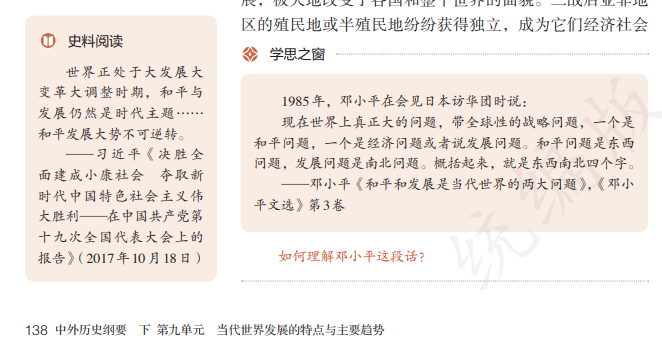 展，极大地改变了各国和整个世界的面貌。二战后亚非地
区的殖民地或半殖民地纷纷获得独立，成为它们经济社会
史料阅读
世界正处于大发展大
变革大调整时期，和平与
发展仍然是时代主题……
和平发展大势不可逆转。
——习近平《决胜全
面建成小康社会　夺取新
时代中国特色社会主义伟
大胜利——在中国共产党第
十九次全国代表大会上的
报告》（2017年10月18日）
学思之窗
1985年，邓小平在会见日本访华团时说：
现在世界上真正大的问题，带全球性的战略问题，一个是
和平问题，一个是经济问题或者说发展问题。和平问题是东西
问题，发展问题是南北问题。概括起来，就是东西南北四个字。
——邓小平《和平和发展是当代世界的两大问题》，《邓小
平文选》第3卷
如何理解邓小平这段话？
统编版
138 中外历史纲要　下 第九单元　当代世界发展的特点与主要趋势